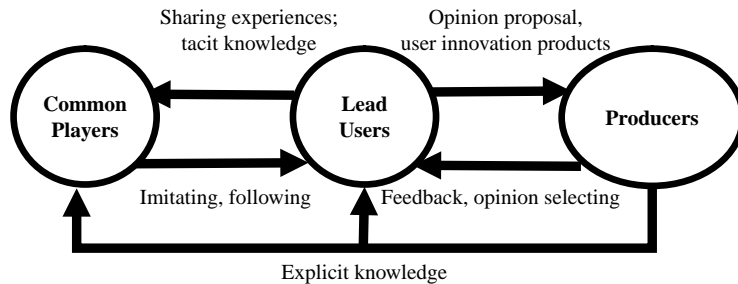 Sharing experiences;
tacit knowledge
Opinion proposal,
user innovation products
Common
Players
Lead
Users
Producers
Imitating, following
Feedback, opinion selecting
Explicit knowledge